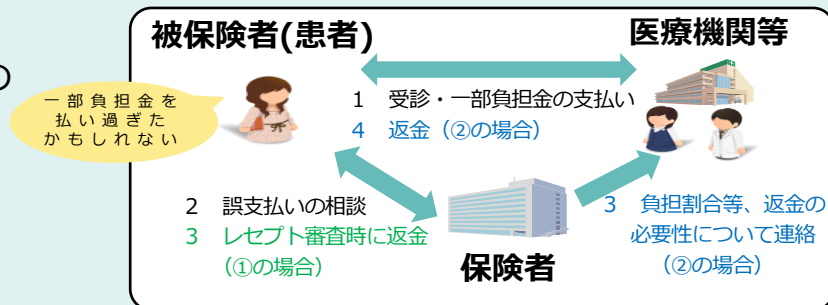 被保険者(患者)
医療機関等
一部負担金を
払い過ぎた
かもしれない
1 受診・一部負担金の支払い
4 返金（②の場合）
2 誤支払いの相談
3 レセプト審査時に返金
（①の場合）
保険者
3 負担割合等、返金の
必要性について連絡
（②の場合）